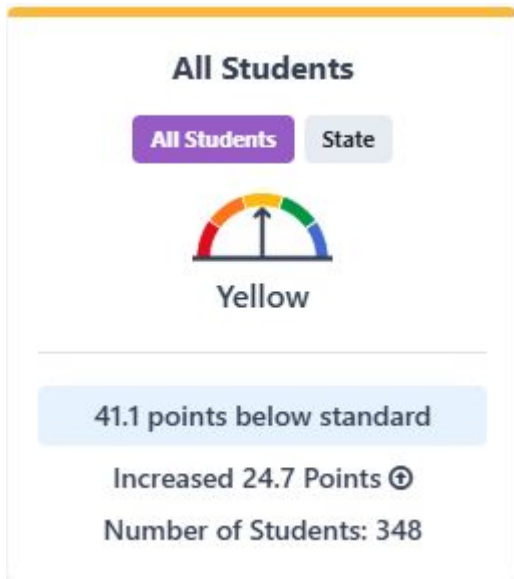 All Students
All Students State
Yellow
41.1 points below standard
Increased 24.7 Points
Number of Students: 348